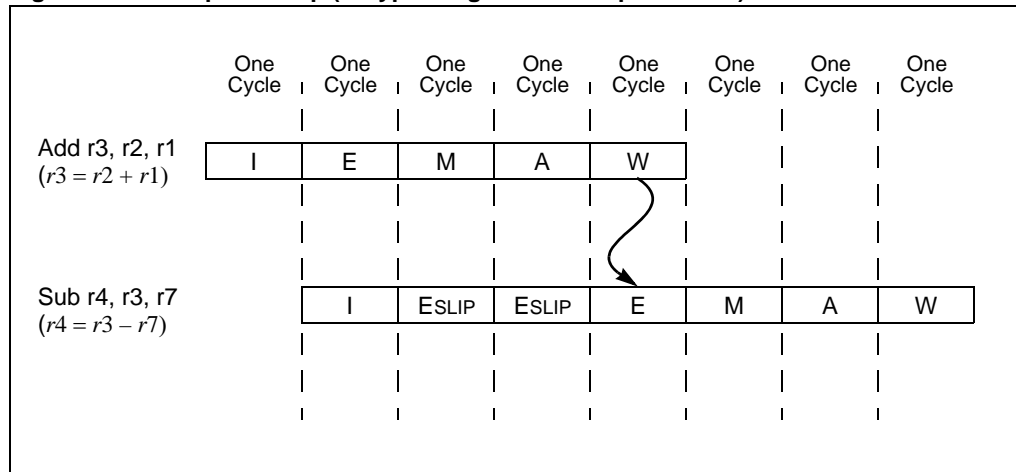 One One One One One One One One
Cycle Cycle Cycle Cycle Cycle Cycle Cycle Cycle
Add r3, r2, r1
(r3 = r2 + r1)
I E M A W
Sub r4, r3, r7
(r4 = r3 – r7)
I ESLIP ESLIP E M A W